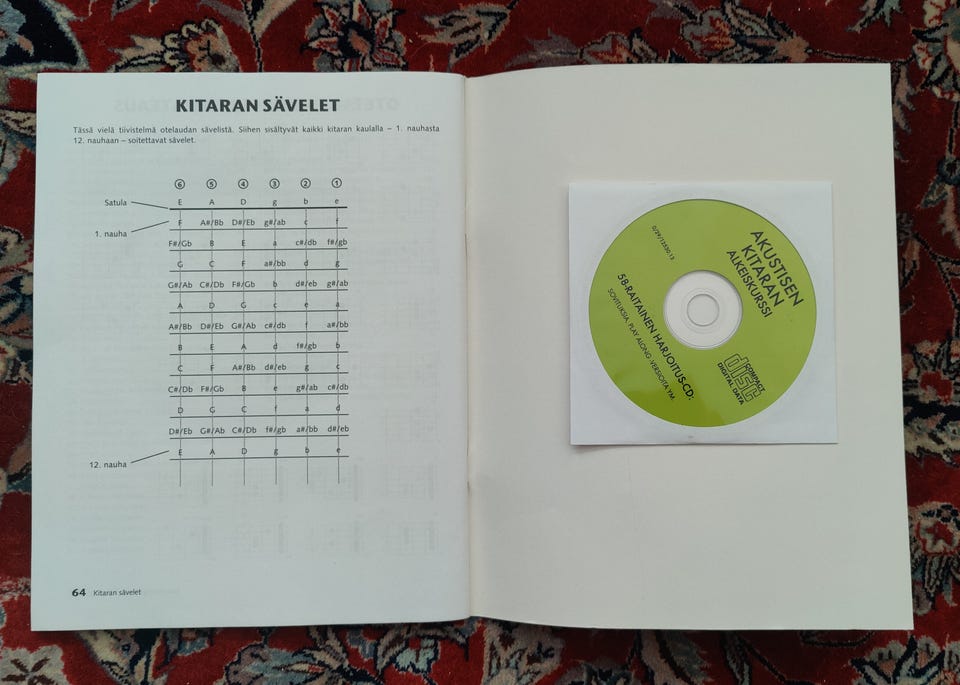 KITARAN SÄVELET
Tässä vielä tiivistelmä otelaudan sävelistä. Siihen sisältyvät kaikki kitaran kaulalla – 1. nauhasta
12. nauhaan – soitettavat sävelet.
6 5 4 3 2 1
Satula E A D g b e
1. nauha F A#/Bb D#/Eb g#/ab c f
F#/Gb B E a c#/db f#/gb
G C F a#/bb d g
G#/Ab C#/Db F#/Gb b d#/eb g#/ab
A D G c e a
A#/Bb D#/Eb G#/Ab c#/db f a#/bb
B E A d f#/gb b
C F A#/Bb d#/eb g c
C#/Db F#/Gb B e g#/ab c#/db
D G C f a d
D#/Eb G#/Ab C#/Db f#/gb a#/bb d#/eb
12. nauha E A D g b e
64 Kitaran sävelet
0/29/1253013
AKUSTISEN
KITARAN
ALKEISKURSSI
58-RAITAINEN HARJOITUS-CD:
SOVITUKSIA, PLAY ALONG -VERSIOITA YM.
COMPACT
disc
DIGITAL DATA